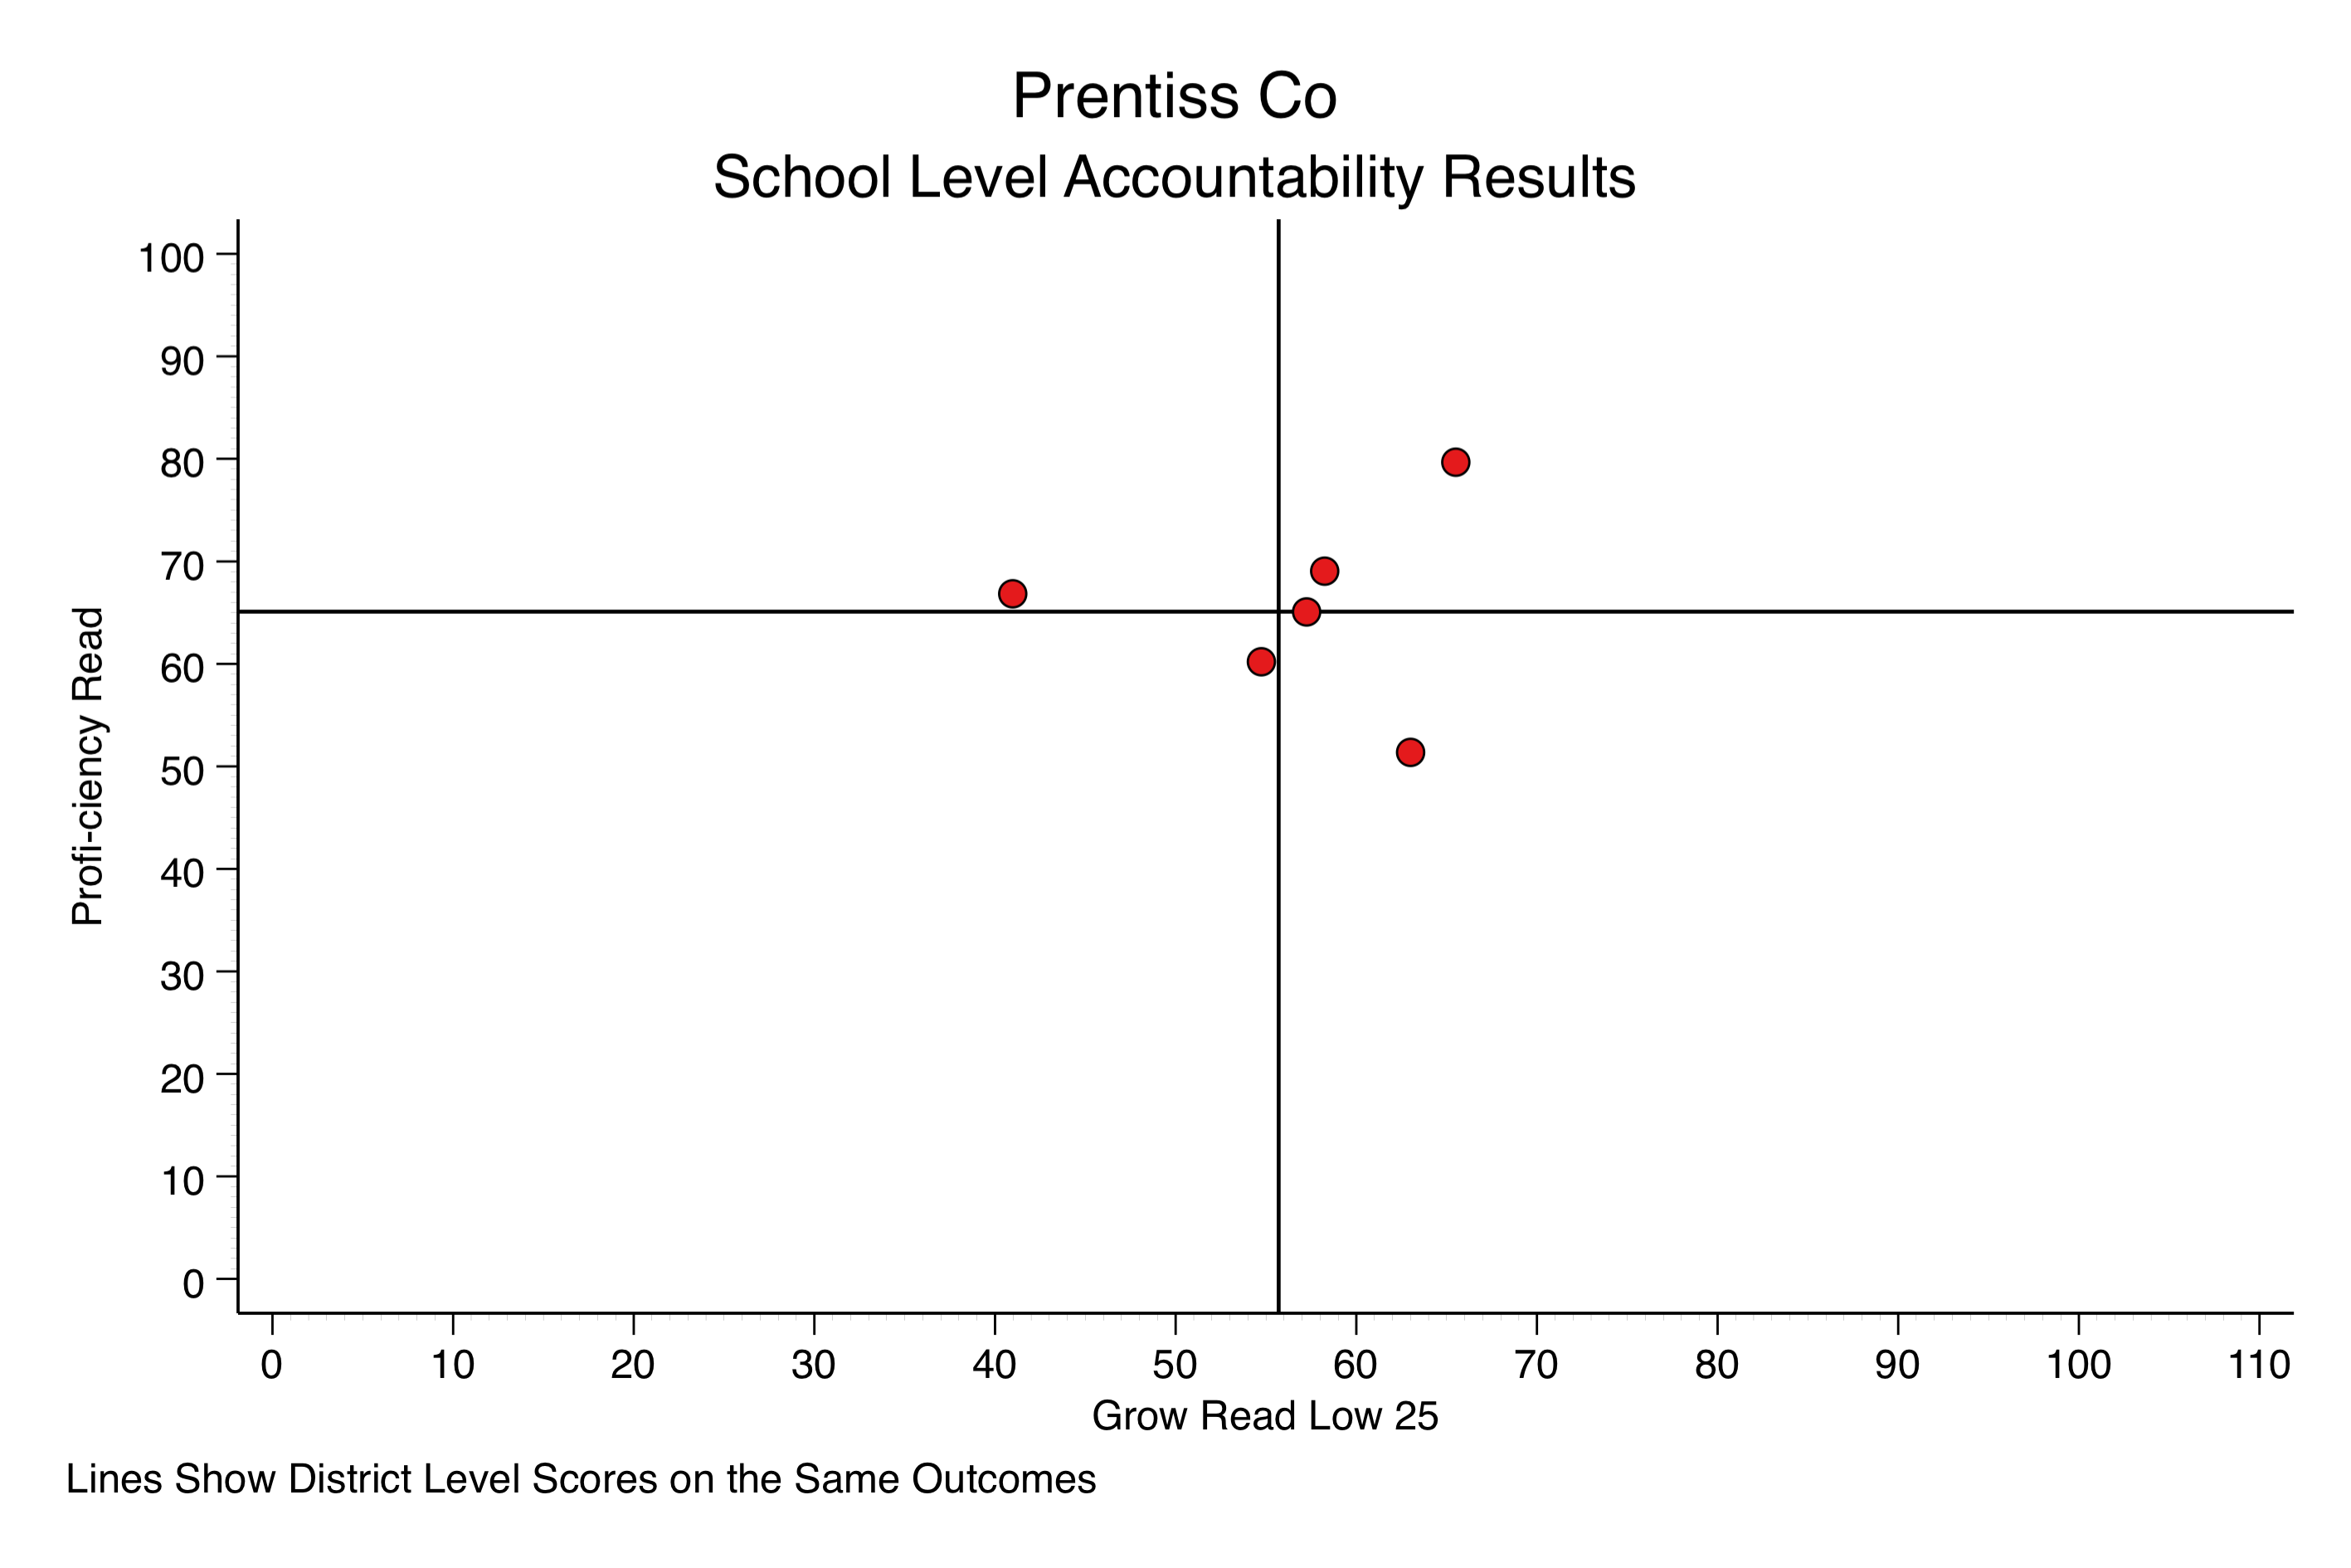 Prentiss Co
School Level Accountability Results
100
90
80
70
60
50
40
30
20
10
0
Profi-ciency Read
0 10 20 30 40 50 60 70 80 90 100 110
Grow Read Low 25
Lines Show District Level Scores on the Same Outcomes